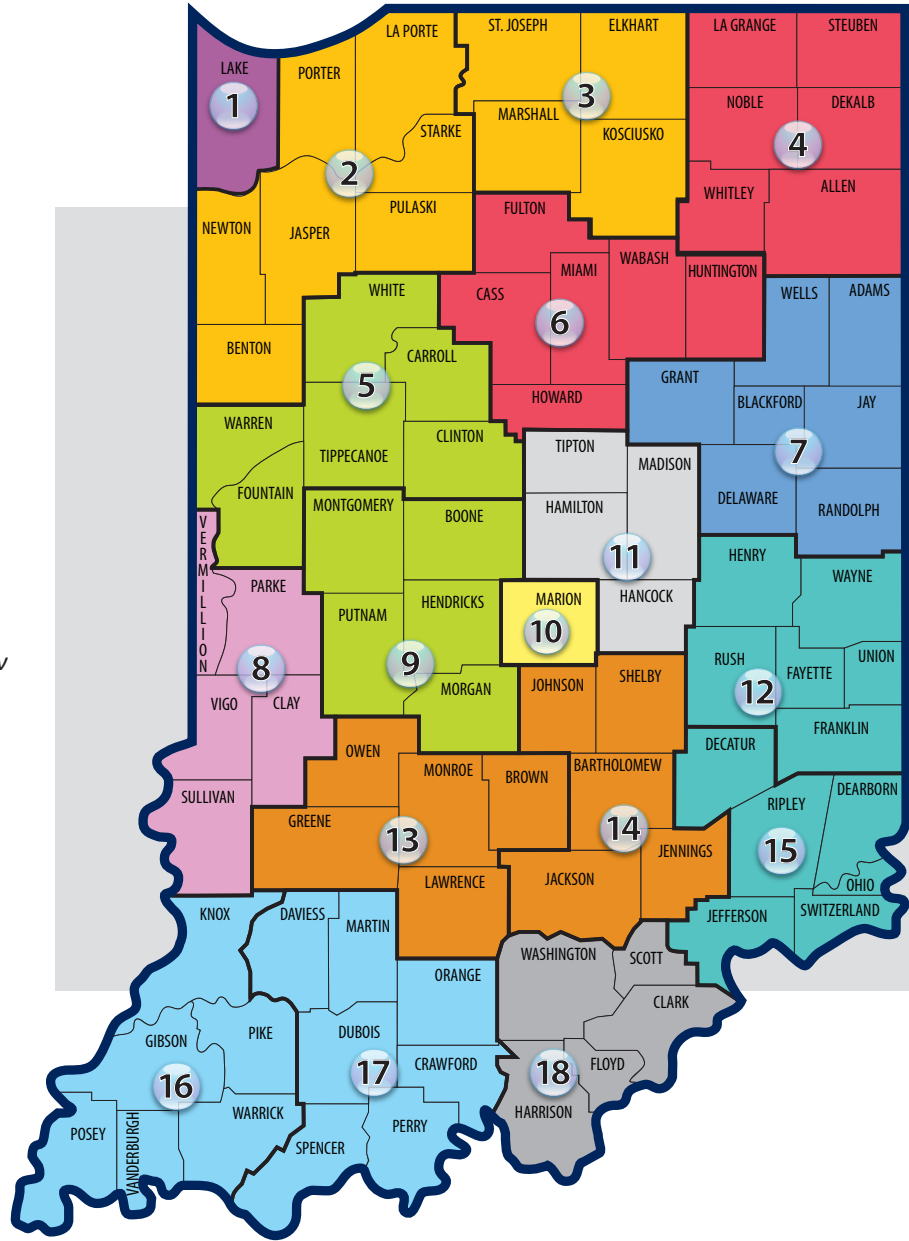 LA PORTE
ST. JOSEPH
ELKHART
LA GRANGE
STEUBEN
LAKE
PORTER
1
3
MARSHALL
NOBLE
DEKALB
STARKE
KOSCIUSKO
4
2
WHITLEY
ALLEN
NEWTON
JASPER
PULASKI
FULTON
WHITE
CASS
MIAMI
WABASH
HUNTINGTON
WELLS
ADAMS
6
BENTON
CARROLL
5
GRANT
HOWARD
BLACKFORD
JAY
WARREN
TIPPECANOE
CLINTON
TIPTON
MADISON
7
FOUNTAIN
MONTGOMERY
BOONE
HAMILTON
DELAWARE
RANDOLPH
VERMILLION
11
HENRY
WAYNE
PARKE
PUTNAM
HENDRICKS
MARION
HANCOCK
10
8
9
MORGAN
JOHNSON
SHELBY
RUSH
FAYETTE
UNION
12
VIGO
CLAY
FRANKLIN
OWEN
MONROE
BROWN
BARTHOLOMEW
DECATUR
SULLIVAN
GREENE
13
14
RIPLEY
DEARBORN
JENNINGS
15
LAWRENCE
JACKSON
OHIO
KNOX
DAVIESS
MARTIN
JEFFERSON
SWITZERLAND
WASHINGTON
SCOTT
ORANGE
CLARK
GIBSON
PIKE
DUBOIS
CRAWFORD
FLOYD
16
17
18
POSEY
VANDERBURGH
WARRICK
SPENCER
PERRY
HARRISON